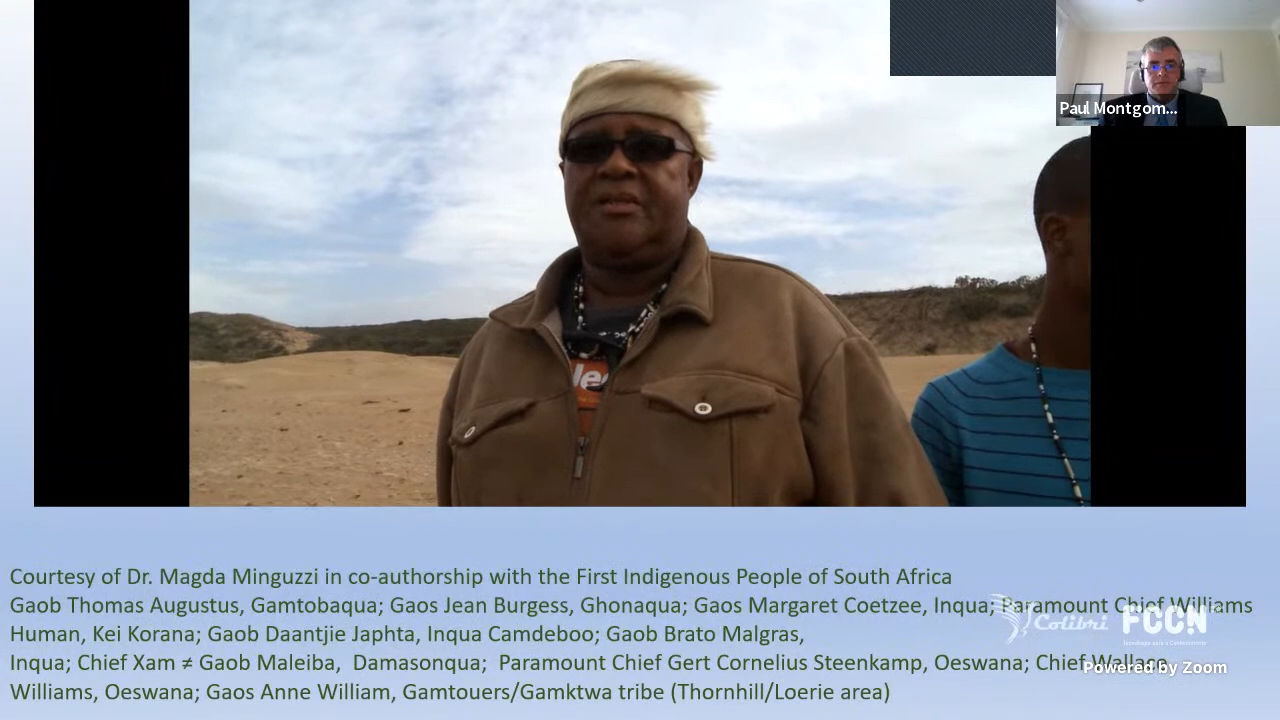 Paul Montgom...
Courtesy of Dr. Magda Minguzzi in co-authorship with the First Indigenous People of South Africa
Gaob Thomas Augustus, Gamtobaqua; Gaos Jean Burgess, Ghonaqua; Gaos Margaret Coetzee, Inqua; Paramount Chief Williams
Human, Kei Korana; Gaob Daantjie Japhta, Inqua Camdeboo; Gaob Brato Malgras,
Colibri FCCN
Inqua; Chief Xam ≠ Gaob Maleiba, Damasonqua; Paramount Chief Gert Cornelius Steenkamp, Oeswana; Chief Wallace
Powered by Zoom
Williams, Oeswana; Gaos Anne William, Gamtouers/Gamktwa tribe (Thornhill/Loerie area)